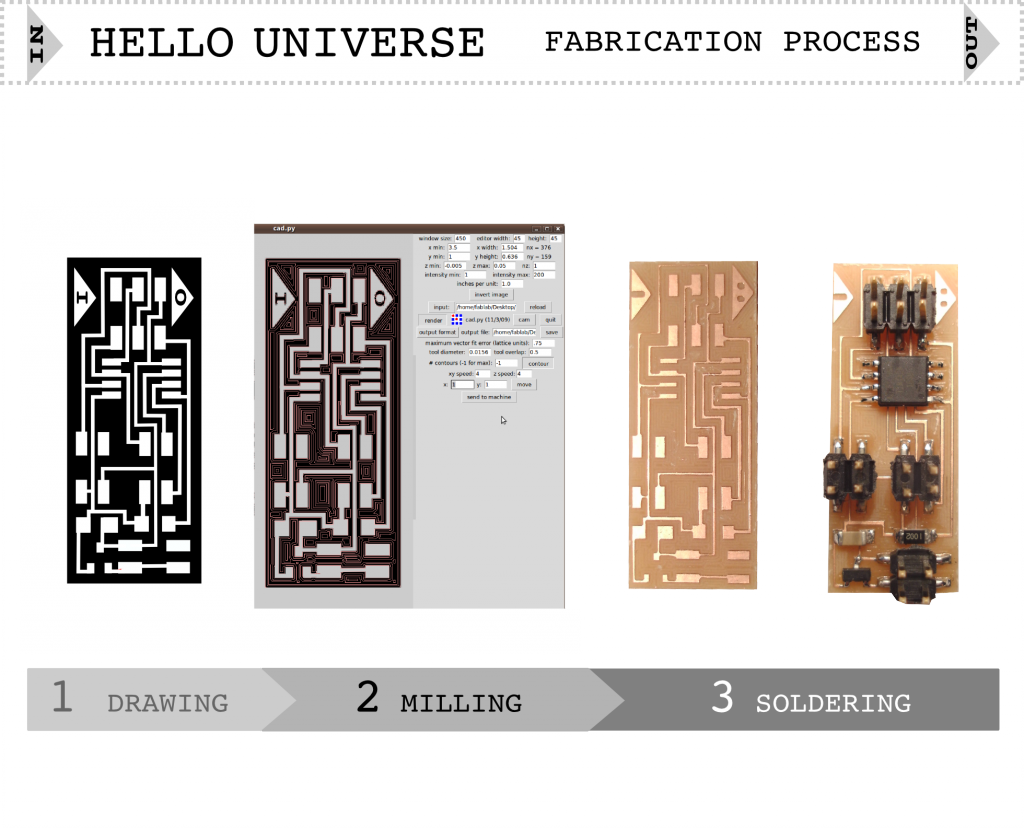 IN
HELLO UNIVERSE
FABRICATION PROCESS
OUT
I
O
cad.py
window size: 450 editor width: 45 height: 45
x min: 3.5 x width: 1.504 nx = 376
y min: 1 y height: 0.636 ny = 159
z min: -0.005 z max: 0.05 nz: 1
intensity min: 1 intensity max: 200
inches per unit: 1.0
invert image
input: /home/fablab/Desktop/ reload
render cad.py (11/3/09) cam quit
output format output file: /home/fablab/De save
maximum vector fit error (lattice units): .75
tool diameter: 0.0156 tool overlap: 0.5
# contours (-1 for max): -1 contour
xy speed: 4 z speed: 4
x: 1 y: 1 move
send to machine
I
O
1002
1 DRAWING
2 MILLING
3 SOLDERING